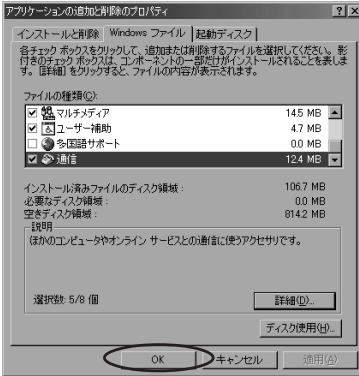 アプリケーションの追加と削除のプロパティ
インストールと削除 Windows ファイル 起動ディスク
各チェック ボックスをクリックして、追加または削除するファイルを選択してください。影
付きのチェック ボックスは、コンポーネントの一部だけがインストールされることを表しま
す。[詳細] をクリックすると、ファイルの内容が表示されます。
ファイルの種類(C):
マルチメディア 14.5 MB
ユーザー補助 4.7 MB
多国語サポート 0.0 MB
通信 12.4 MB
インストール済みファイルのディスク領域: 106.7 MB
必要なディスク領域: 0.0 MB
空きディスク領域: 814.2 MB
説明
ほかのコンピュータやオンライン サービスとの通信に使うアクセサリです。
選択数: 5/8 個 詳細(D)...
ディスク使用(H)...
OK キャンセル 適用(A)